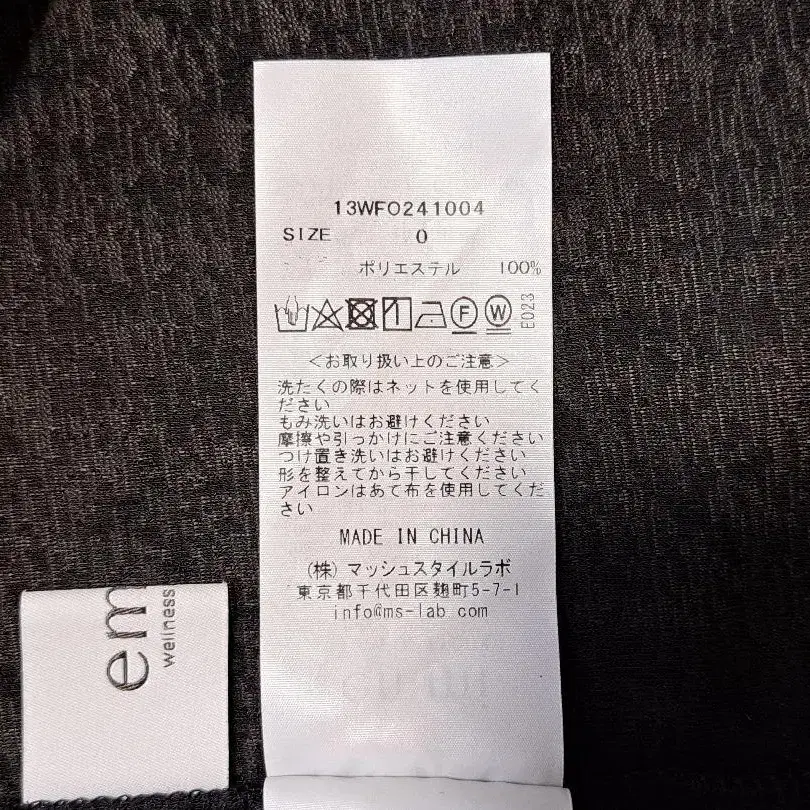 13WFO241004
SIZE 0
ポリエステル 100%
F W E023
<お取り扱い上のご注意>
洗たくの際はネットを使用してく
ださい
もみ洗いはお避けください
摩擦や引っかけにご注意ください
つけ置き洗いはお避けください
形を整えてから干してください
アイロンはあて布を使用してくだ
さい
MADE IN CHINA
(株) マッシュスタイルラボ
東京都千代田区麹町5-7-1
info@ms-lab.com
em
wellness